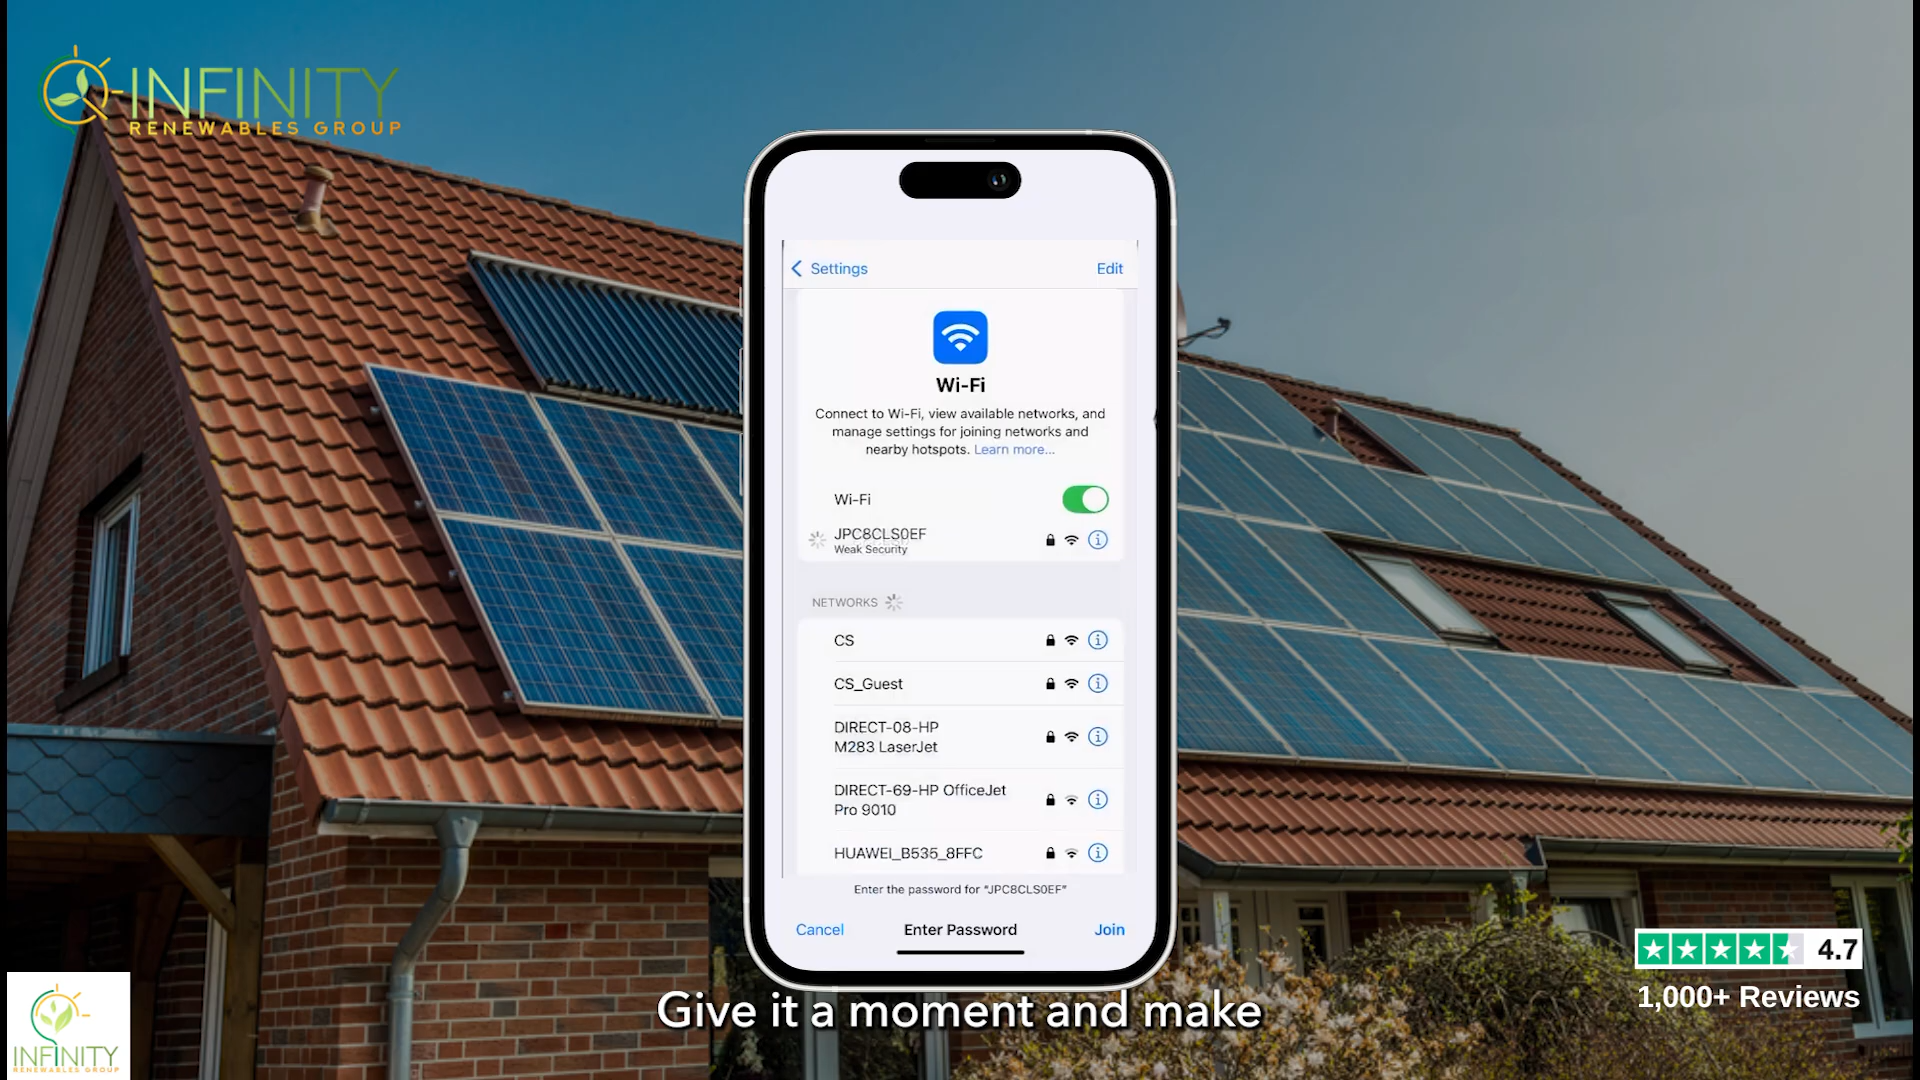 INFINITY
RENEWABLES GROUP
Settings
Edit
Wi-Fi
Connect to Wi-Fi, view available networks, and
manage settings for joining networks and
nearby hotspots. Learn more...
Wi-Fi
JPC8CLS0EF
Weak Security
NETWORKS
CS
CS_Guest
DIRECT-08-HP
M283 LaserJet
DIRECT-69-HP OfficeJet
Pro 9010
HUAWEI_B535_8FFC
Enter the password for “JPC8CLS0EF”
Cancel
Enter Password
Join
4.7
1,000+ Reviews
Give it a moment and make
INFINITY
RENEWABLES GROUP